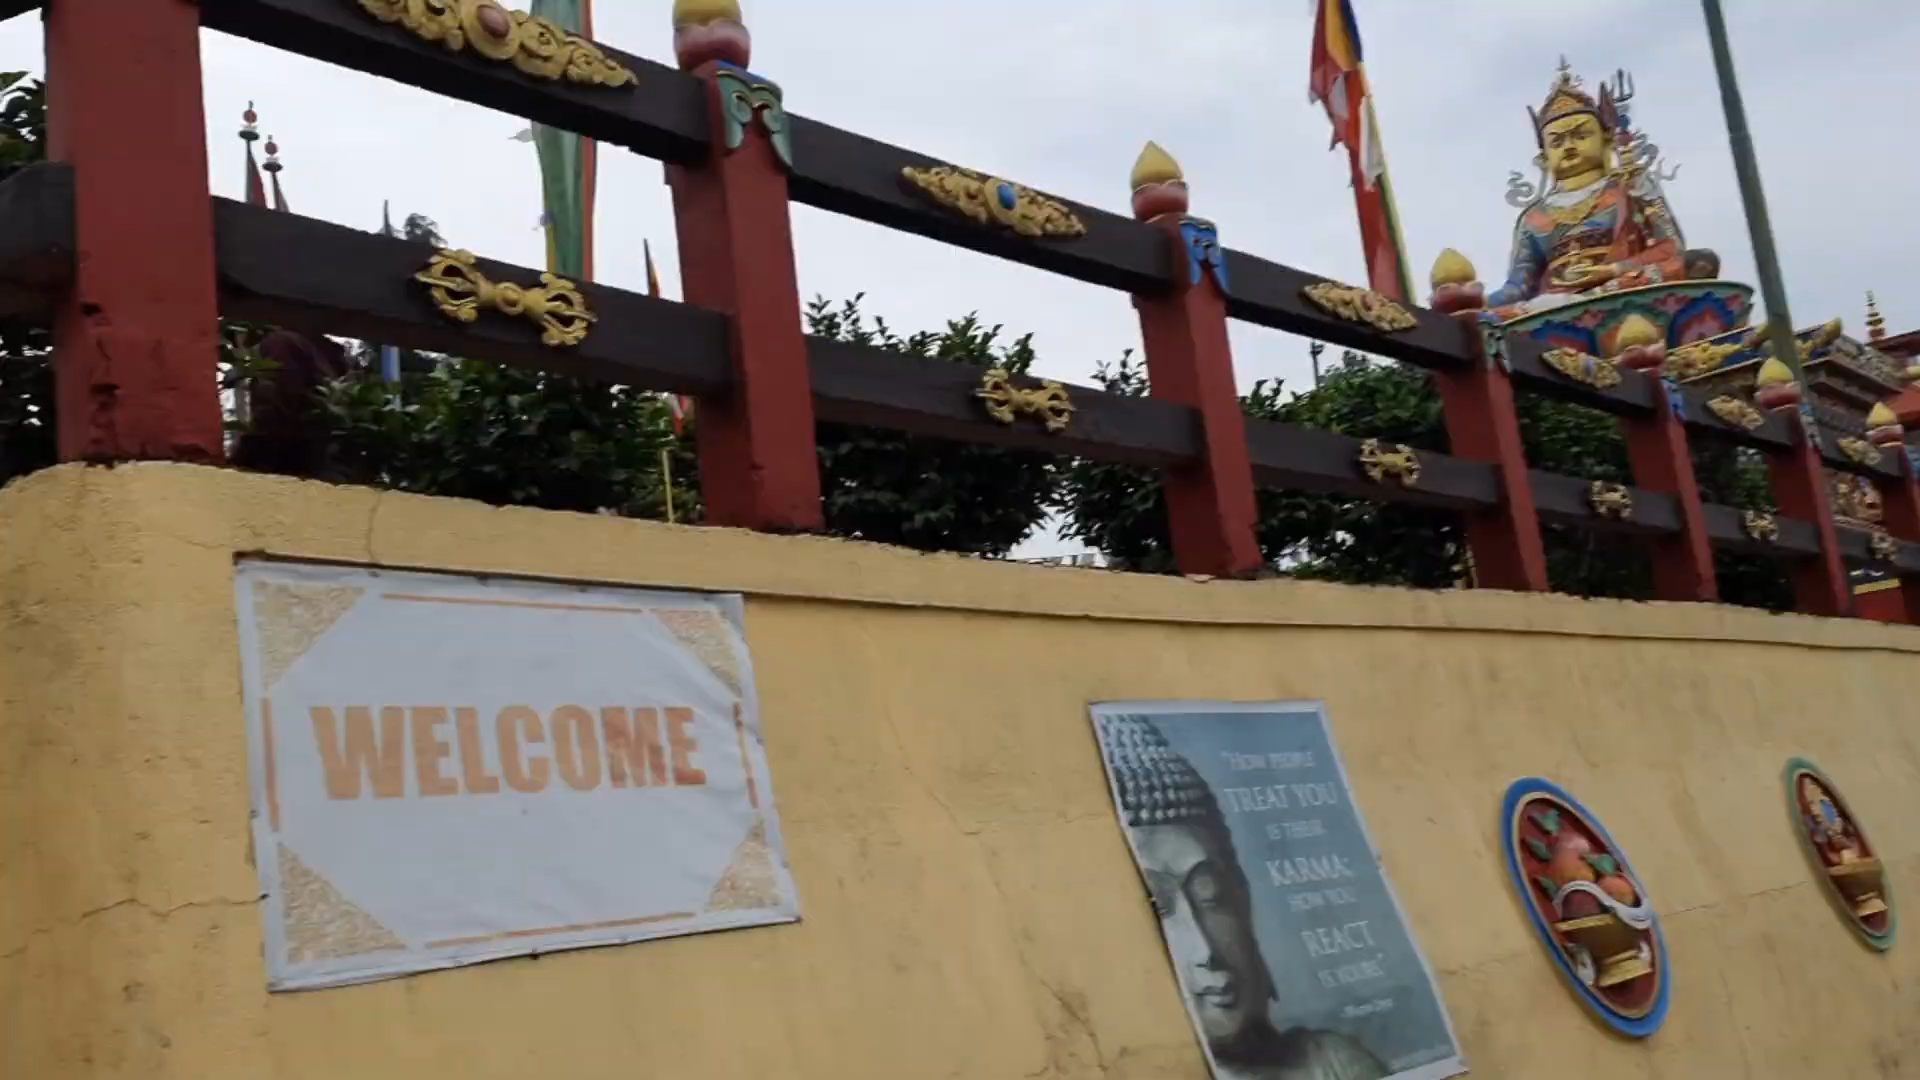 WELCOME
"HOW PEOPLE
TREAT YOU
IS THEIR
KARMA;
HOW YOU
REACT
IS YOURS"